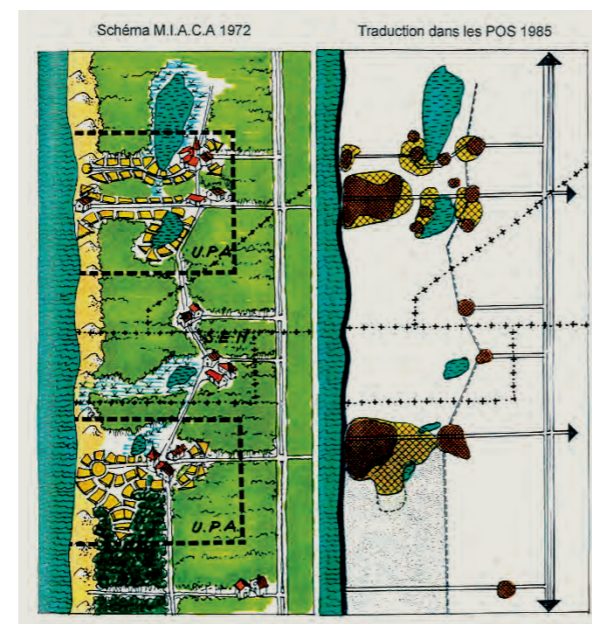 Schéma M.I.A.C.A 1972
Traduction dans les POS 1985
U.P.A.
S.E.N.
U.P.A.